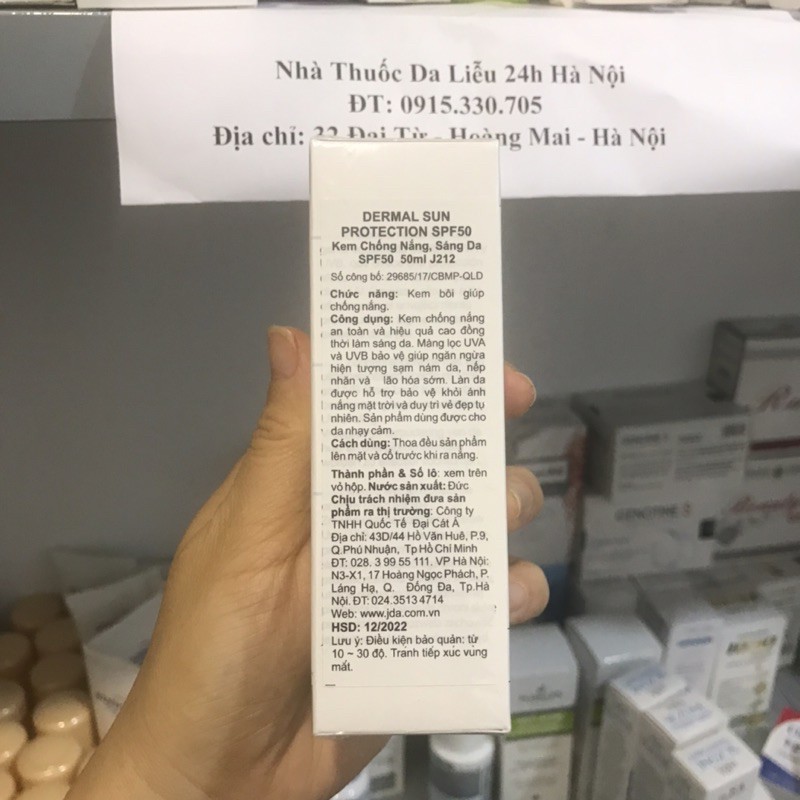 Nhà Thuốc Da Liễu 24h Hà Nội
ĐT: 0915.330.705
Địa chỉ: 32 Đại Từ - Hoàng Mai - Hà Nội
DERMAL SUN
PROTECTION SPF50
Kem Chống Nắng, Sáng Da
SPF50 50ml J212
Số công bố: 29685/17/CBMP-QLD
Chức năng: Kem bôi giúp
chống nắng.
Công dụng: Kem chống nắng
an toàn và hiệu quả cao đồng
thời làm sáng da. Màng lọc UVA
và UVB bảo vệ giúp ngăn ngừa
hiện tượng sạm nám da, nếp
nhăn và lão hóa sớm. Làn da
được hỗ trợ bảo vệ khỏi ánh
nắng mặt trời và duy trì vẻ đẹp tự
nhiên. Sản phẩm dùng được cho
da nhạy cảm.
Cách dùng: Thoa đều sản phẩm
lên mặt và cổ trước khi ra nắng.
Thành phần & Số lô: xem trên
vỏ hộp. Nước sản xuất: Đức
Chịu trách nhiệm đưa sản
phẩm ra thị trường: Công ty
TNHH Quốc Tế Đại Cát Á
Địa chỉ: 43D/44 Hồ Văn Huê, P.9,
Q.Phú Nhuận, Tp Hồ Chí Minh
ĐT: 028. 3 99 55 111. VP Hà Nội:
N3-X1, 17 Hoàng Ngọc Phách, P.
Láng Hạ, Q. Đống Đa, Tp.Hà
Nội. ĐT: 024.3513 4714
Web: www.jda.com.vn
HSD: 12/2022
Lưu ý: Điều kiện bảo quản: từ
10 ~ 30 độ. Tránh tiếp xúc vùng
mắt.